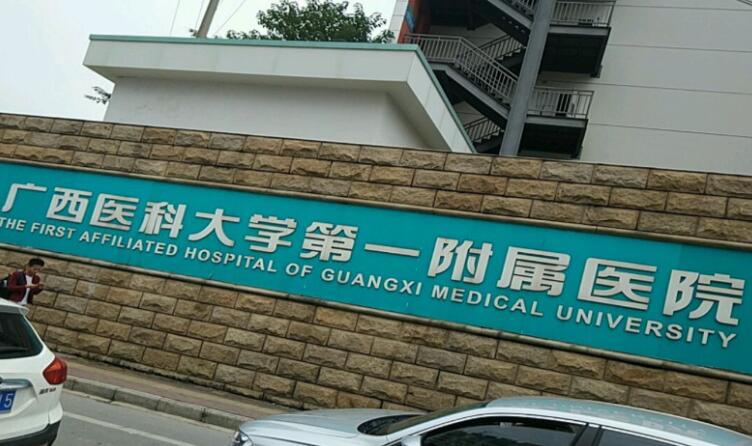 广西医科大学第一附属医院
THE FIRST AFFILIATED HOSPITAL OF GUANGXI MEDICAL UNIVERSITY